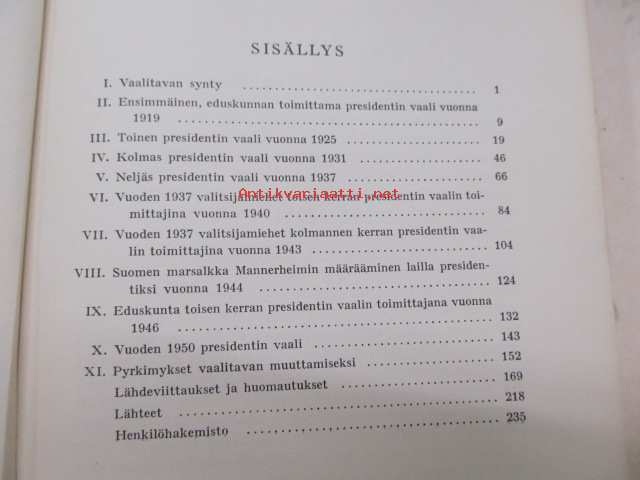 SISÄLLYS
I. Vaalitavan synty .................................... 1
II. Ensimmäinen, eduskunnan toimittama presidentin vaali vuonna
1919 .................................... 9
III. Toinen presidentin vaali vuonna 1925 .................... 19
IV. Kolmas presidentin vaali vuonna 1931 .................... 46
V. Neljäs presidentin vaali vuonna 1937 .................... 66
Antikvariaatti.net
VI. Vuoden 1937 valitsijamiehet toisen kerran presidentin vaalin toi-
mittajina vuonna 1940 .......................... 84
VII. Vuoden 1937 valitsijamiehet kolmannen kerran presidentin vaa-
lin toimittajina vuonna 1943 ........................ 104
VIII. Suomen marsalkka Mannerheimin määrääminen lailla presiden-
tiksi vuonna 1944 .............................. 124
IX. Eduskunta toisen kerran presidentin vaalin toimittajana vuonna
1946 .................................... 132
X. Vuoden 1950 presidentin vaali ........................ 143
XI. Pyrkimykset vaalitavan muuttamiseksi .................. 152
Lähdeviittaukset ja huomautukset .................... 169
Lähteet .................................... 218
Henkilöhakemisto .............................. 235